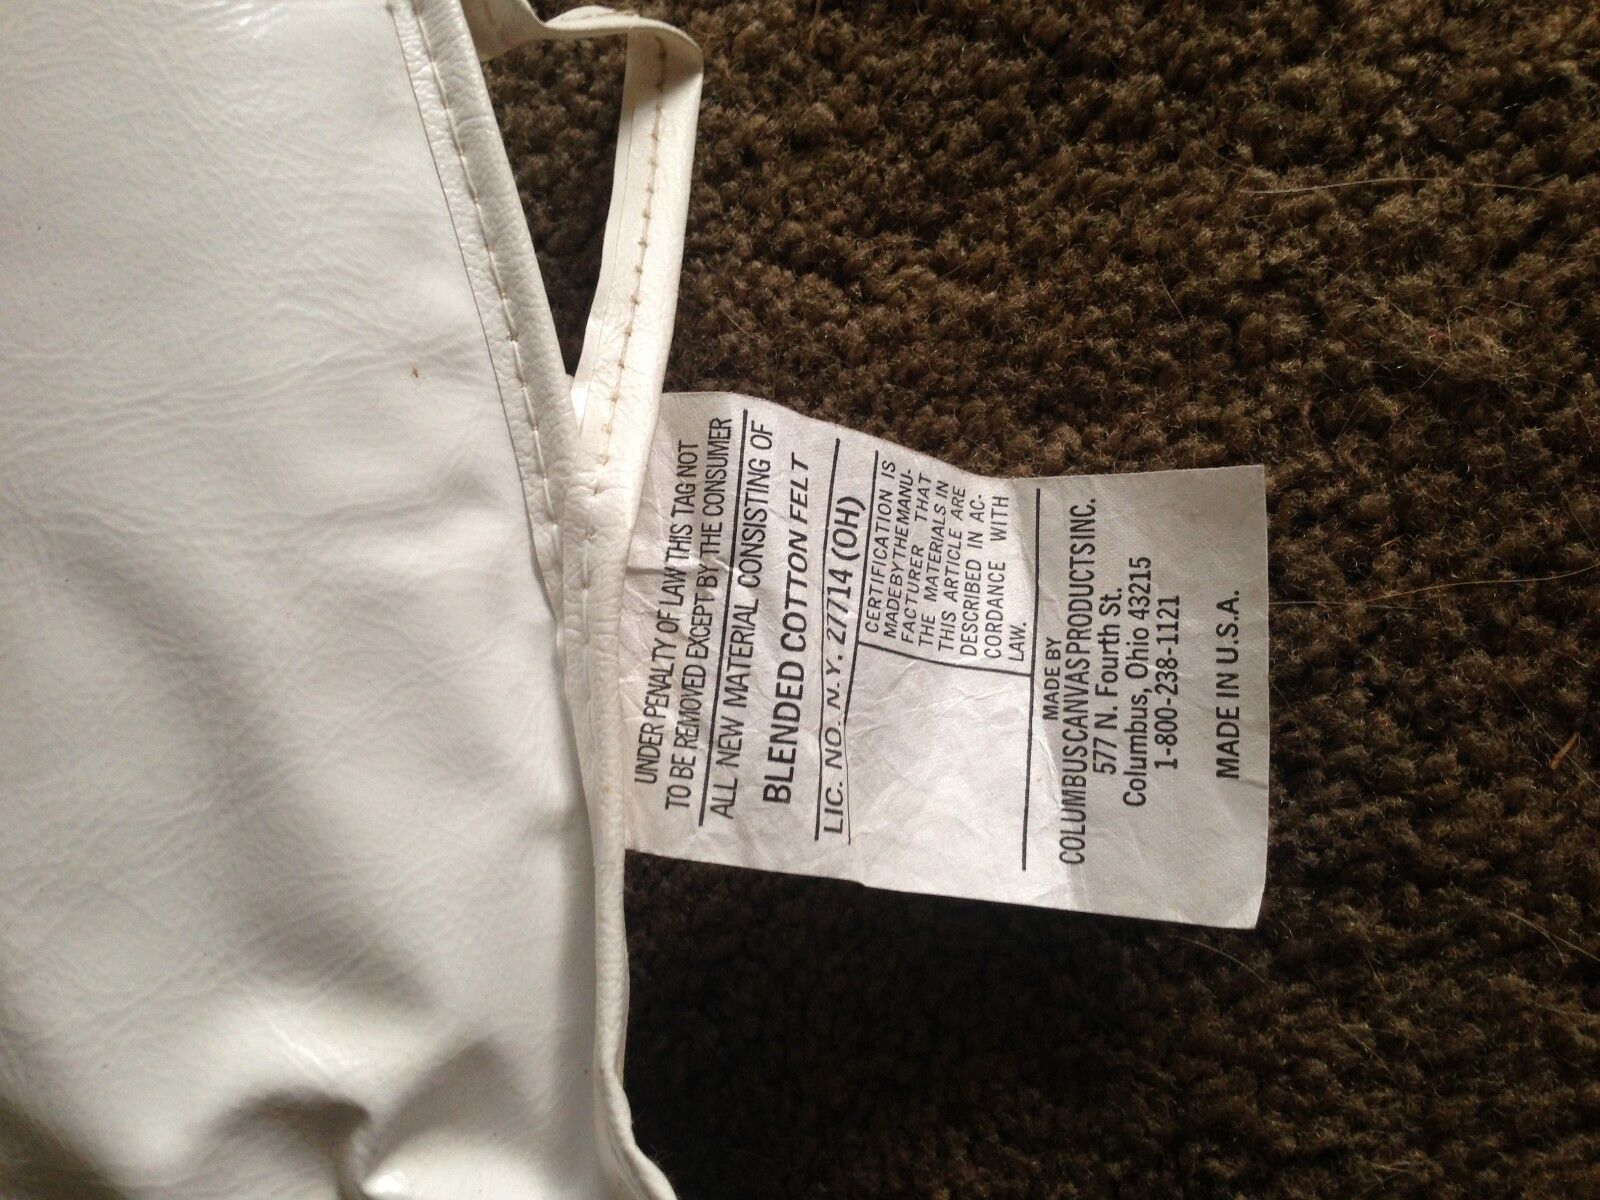 UNDER PENALTY OF LAW THIS TAG NOT
TO BE REMOVED EXCEPT BY THE CONSUMER
ALL NEW MATERIAL CONSISTING OF
BLENDED COTTON FELT
LIC. NO. N.Y. 27714 (OH)
CERTIFICATION IS
MADE BY THE MANU-
FACTURER THAT
THE MATERIALS IN
THIS ARTICLE ARE
DESCRIBED IN AC-
CORDANCE WITH
LAW.
MADE BY
COLUMBUS CANVAS PRODUCTS INC.
577 N. Fourth St.
Columbus, Ohio 43215
1-800-238-1121
MADE IN U.S.A.